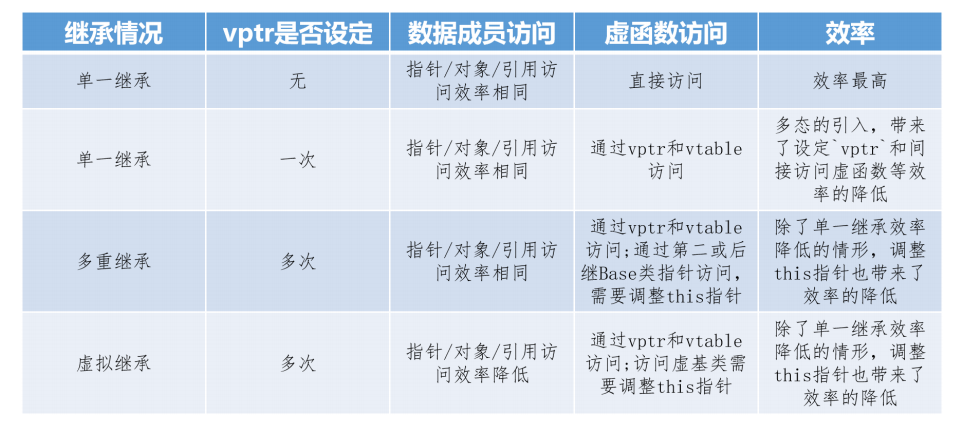 继承情况
vptr是否设定
数据成员访问
虚函数访问
效率
单一继承
无
指针/对象/引用访
问效率相同
直接访问
效率最高
单一继承
一次
指针/对象/引用访
问效率相同
通过vptr和vtable
访问
多态的引入，带来
了设定`vptr`和间
接访问虚函数等效
率的降低
多重继承
多次
指针/对象/引用访
问效率相同
通过vptr和vtable
访问;通过第二或后
继Base类指针访问，
需要调整this指针
除了单一继承效率
降低的情形，调整
this指针也带来了
效率的降低
虚拟继承
多次
指针/对象/引用访
问效率降低
通过vptr和vtable
访问;访问虚基类需
要调整this指针
除了单一继承效率
降低的情形，调整
this指针也带来了
效率的降低